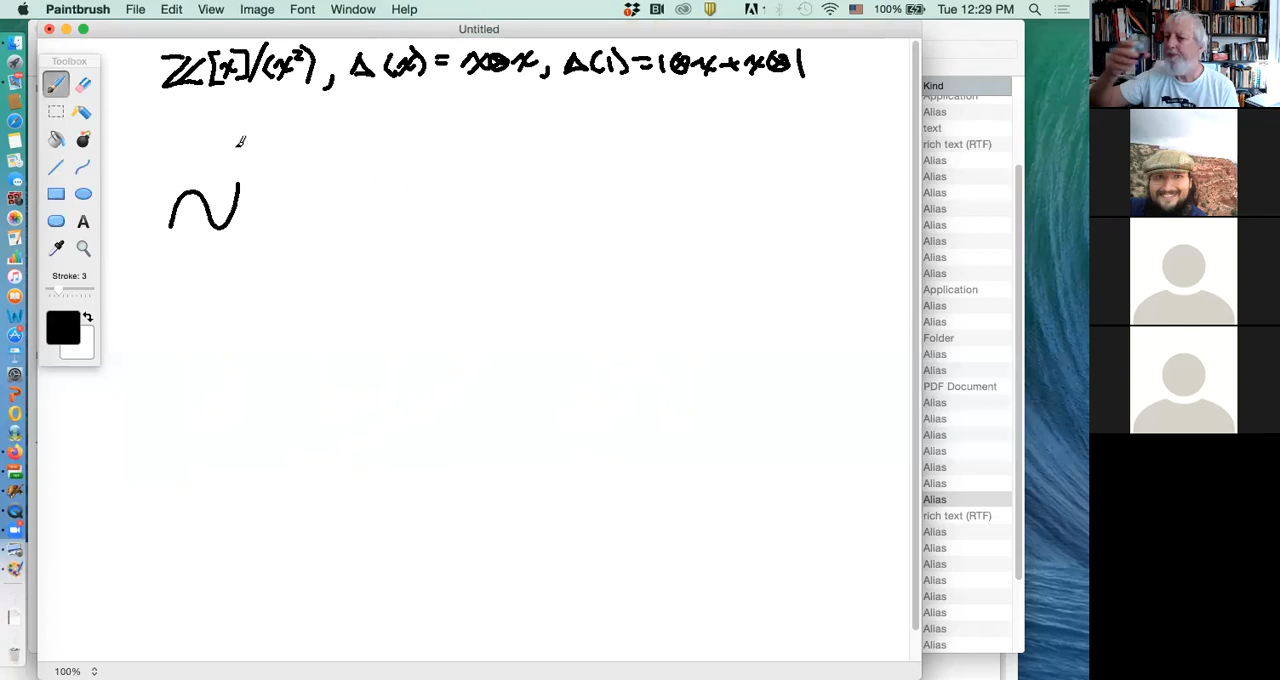 Paintbrush File Edit View Image Font Window Help 100% Tue 12:29 PM
Untitled
Toolbox
ℤ[x]/(x²), Δ(x) = x⊗x, Δ(1)=1⊗x+x⊗1
Stroke: 3
100%
Kind
Application
Alias
text
rich text (RTF)
Alias
Alias
Alias
Alias
Alias
Alias
Alias
Alias
Application
Alias
Alias
Folder
Alias
Alias
PDF Document
Alias
Alias
Alias
Alias
Alias
Alias
Alias
rich text (RTF)
Alias
Alias
Alias
Alias
Alias
Alias
Alias
Alias